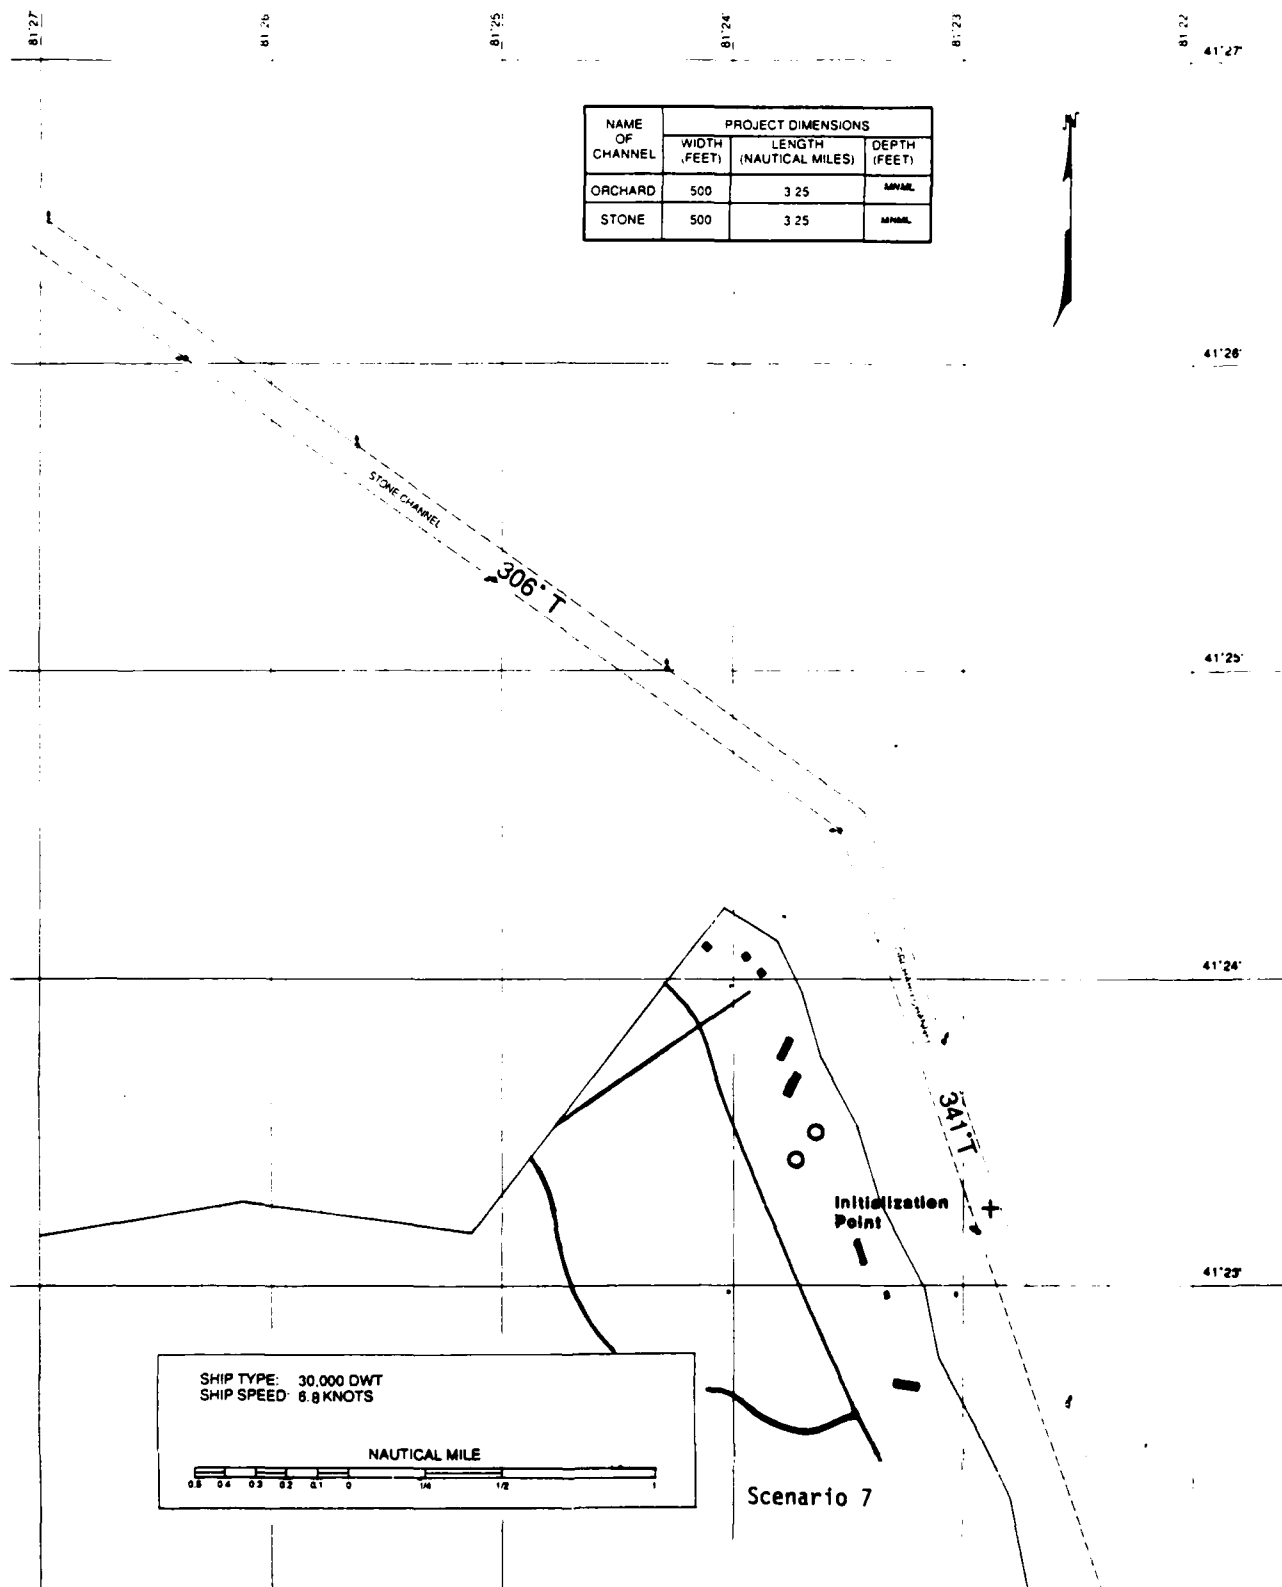 81°27'
81°26
81°25
81°24'
81°23
81 22
41°27'
N
NAME OF CHANNEL
PROJECT DIMENSIONS
WIDTH (FEET)
LENGTH (NAUTICAL MILES)
DEPTH (FEET)
ORCHARD 500 3 25 MNML
STONE 500 3 25 MNML
41°26'
STONE CHANNEL
306° T
41°25'
41°24'
341°T
Initialization
Point
41°23'
SHIP TYPE: 30,000 DWT
SHIP SPEED: 6.8 KNOTS
NAUTICAL MILE
0.5 0.4 0.3 0.2 0.1 0 1/4 1/2 1
Scenario 7